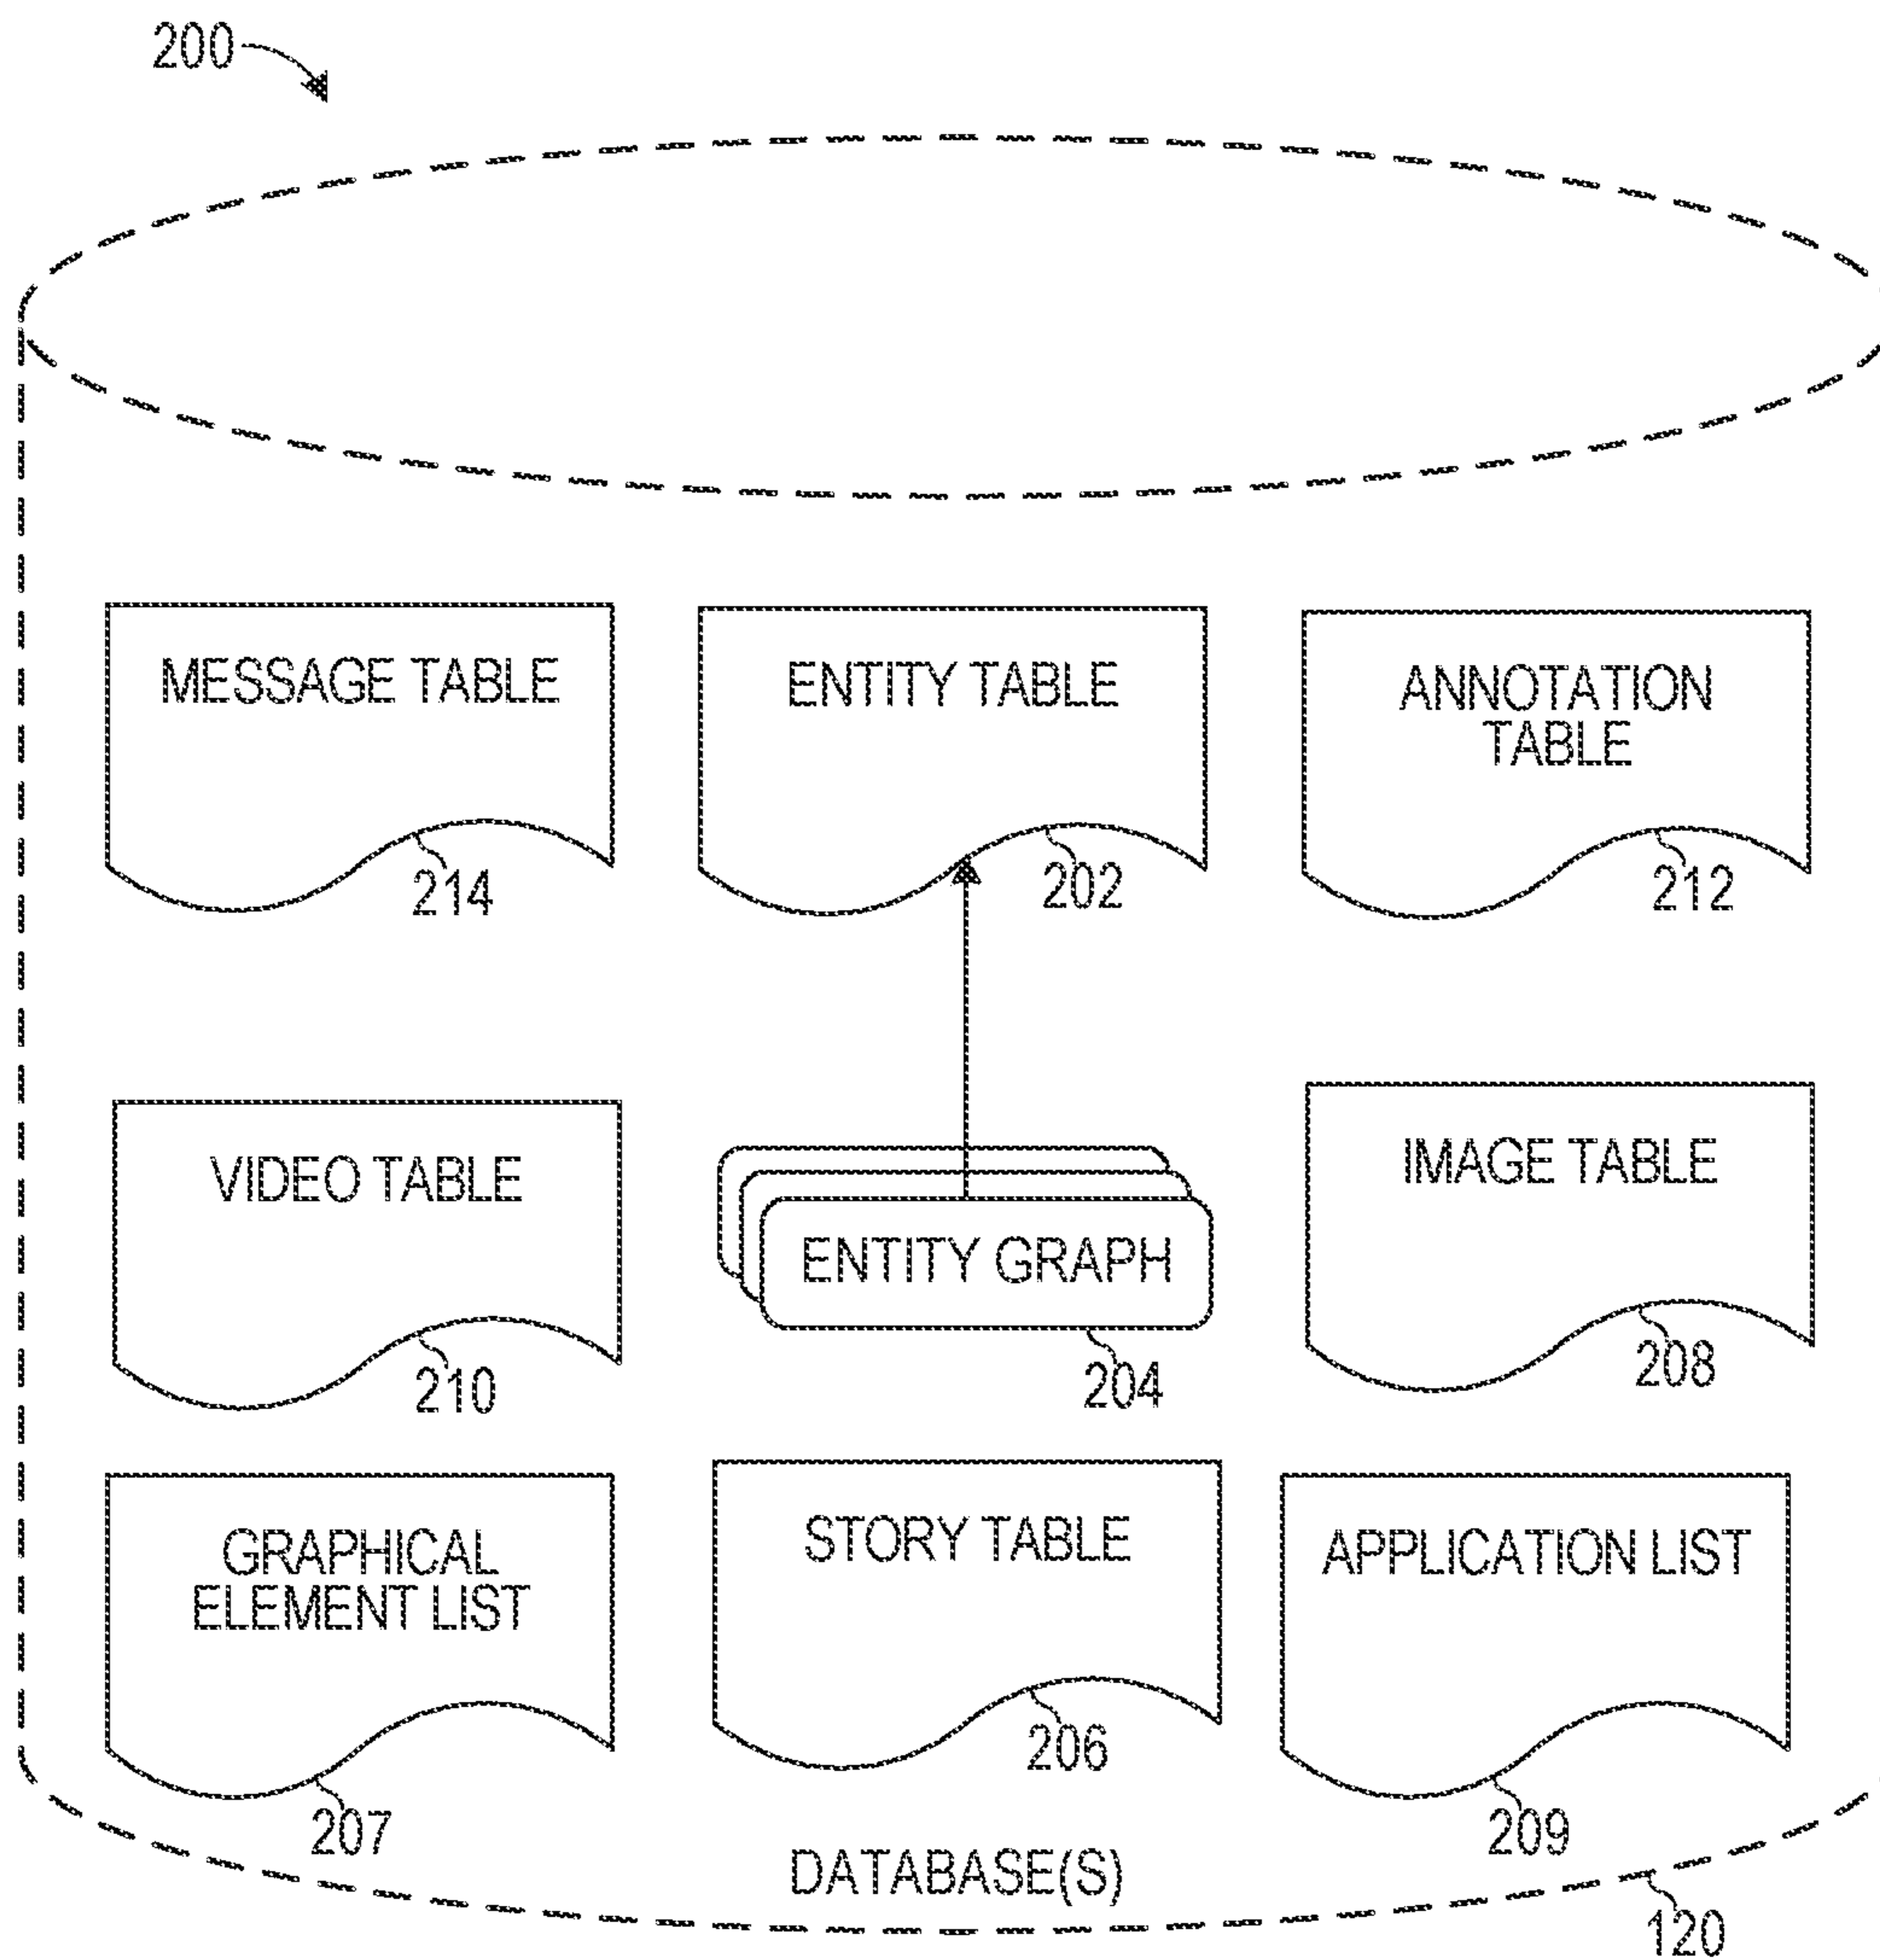 200
MESSAGE TABLE
214
ENTITY TABLE
202
ANNOTATION
TABLE
212
VIDEO TABLE
210
ENTITY GRAPH
204
IMAGE TABLE
208
GRAPHICAL
ELEMENT LIST
207
STORY TABLE
206
APPLICATION LIST
209
DATABASE(S)
120